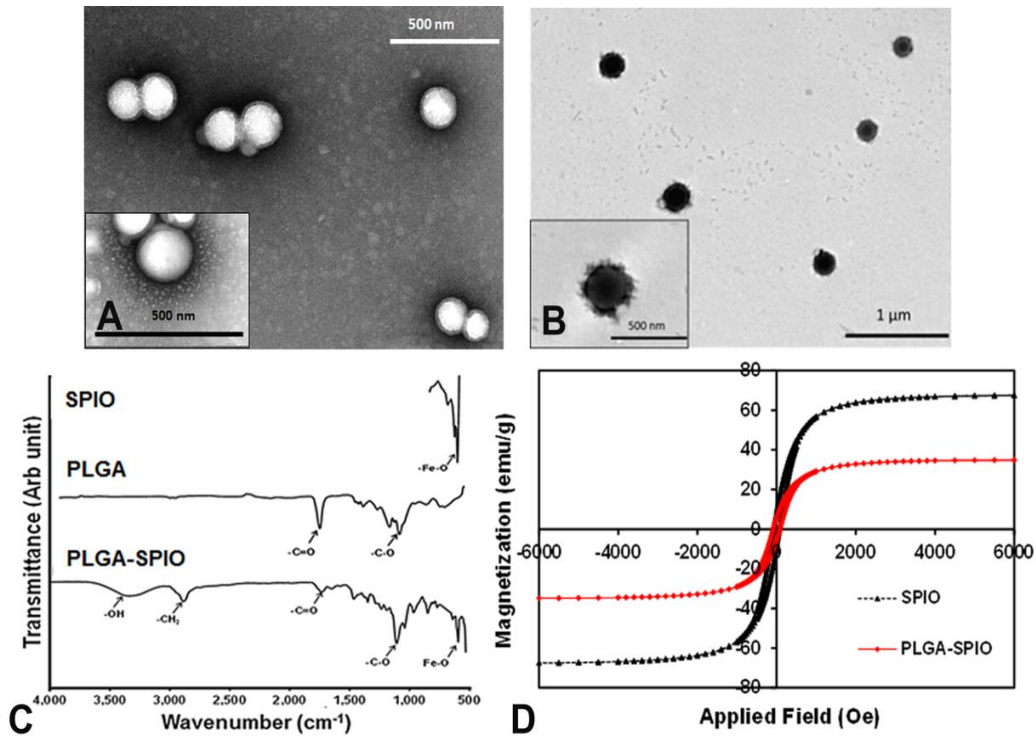 500 nm
500 nm
A
1 µm
500 nm
B
SPIO
-Fe-O
PLGA
-C=O
-C-O
PLGA-SPIO
-OH
-CH₂
-C=O
-C-O
Fe-O
Transmittance (Arb unit)
4,000 3,500 3,000 2,500 2,000 1,500 1,000 500
Wavenumber (cm⁻¹)
C
80
60
40
20
0
-20
-40
-60
-80
-6000 -4000 -2000 0 2000 4000 6000
Magnetization (emu/g)
SPIO
PLGA-SPIO
Applied Field (Oe)
D